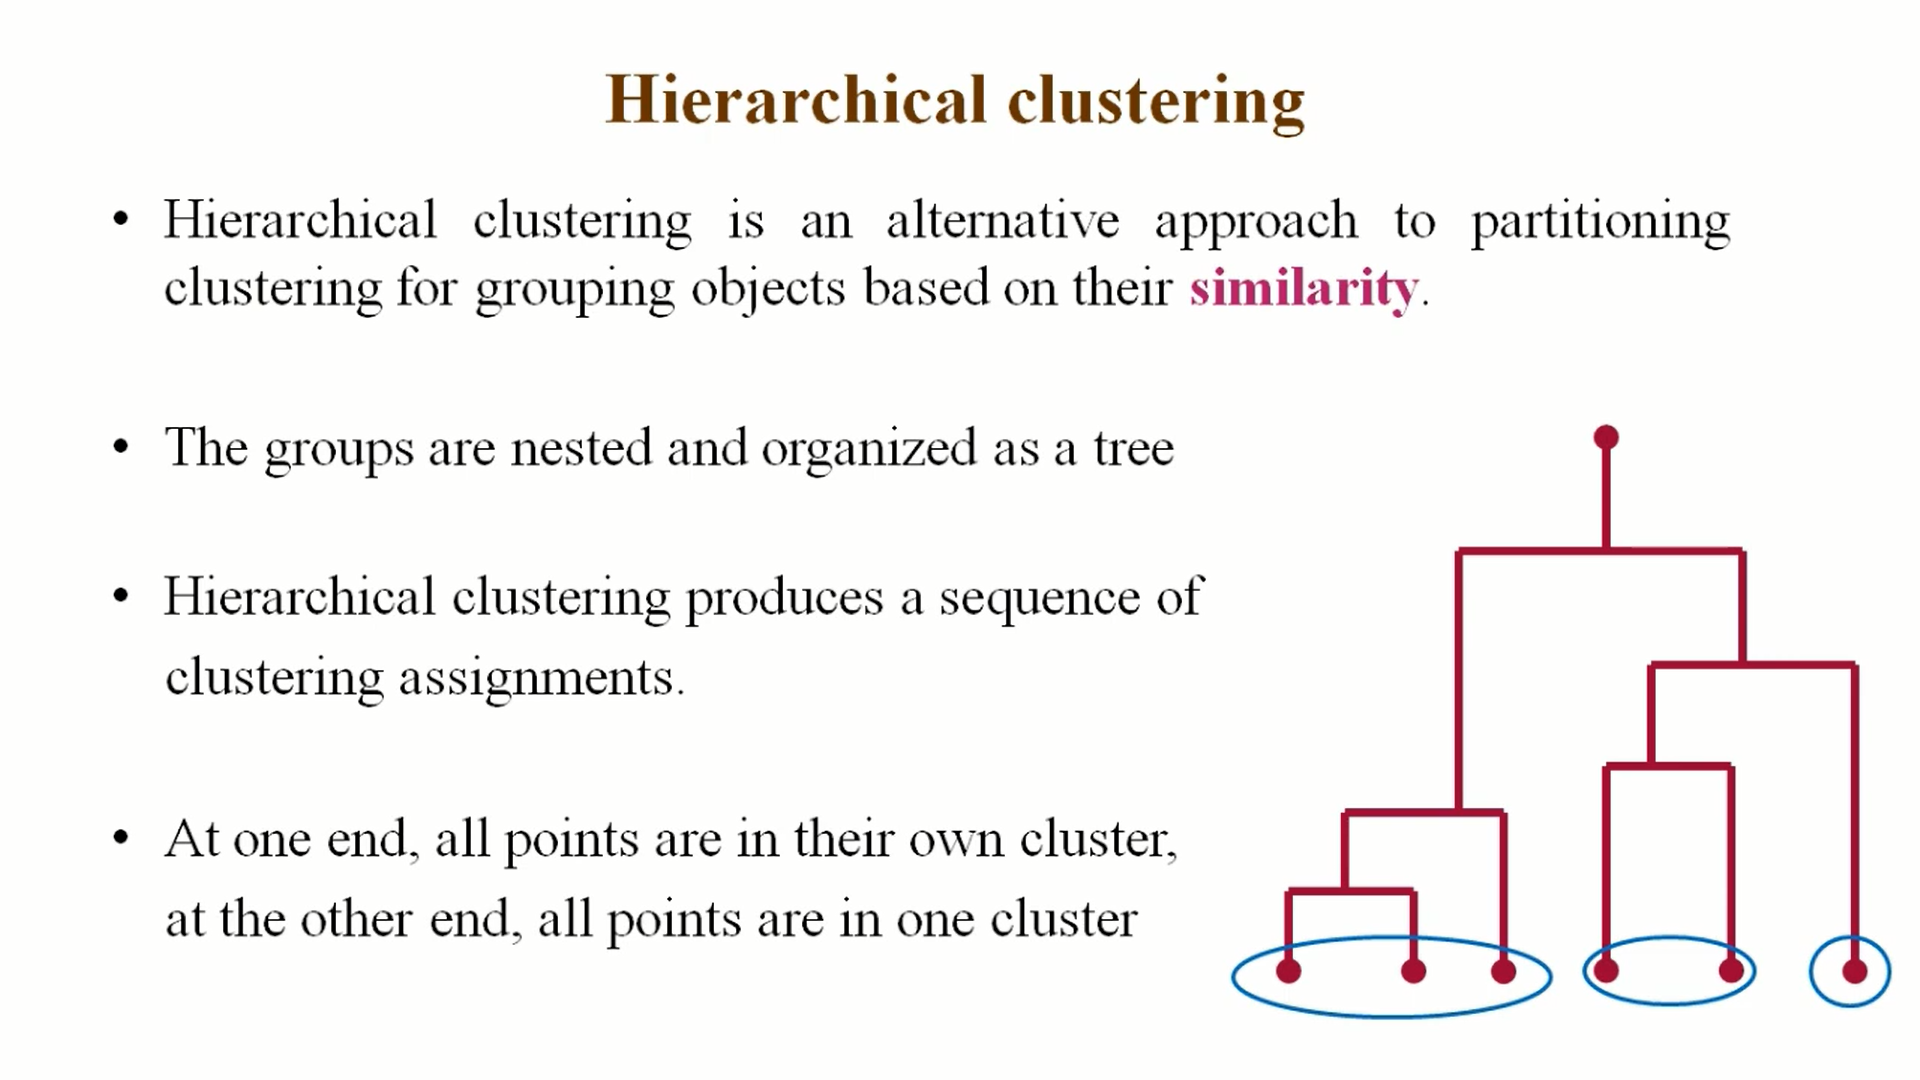 Hierarchical clustering
• Hierarchical clustering is an alternative approach to partitioning
clustering for grouping objects based on their similarity.
• The groups are nested and organized as a tree
• Hierarchical clustering produces a sequence of
clustering assignments.
• At one end, all points are in their own cluster,
at the other end, all points are in one cluster